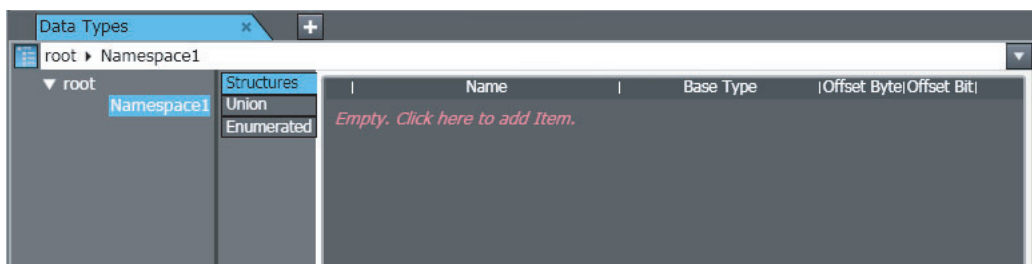 Data Types × +
root ▸ Namespace1
▼ root
Namespace1
Structures
Union
Enumerated
Name Base Type Offset Byte Offset Bit
Empty. Click here to add Item.